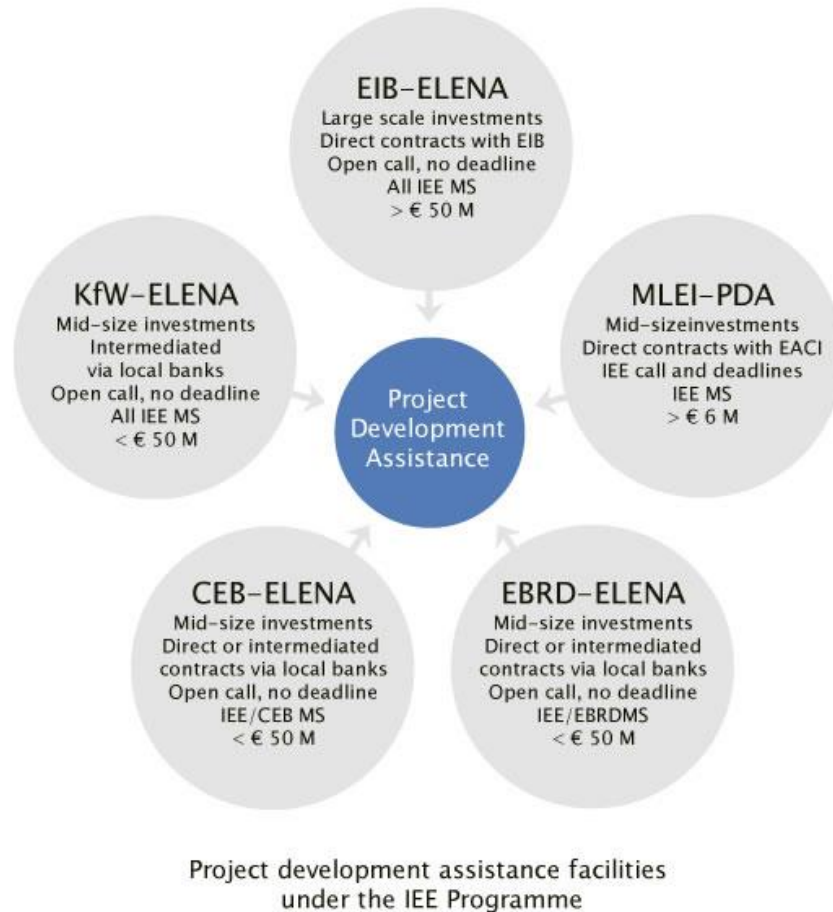 EIB-ELENA
Large scale investments
Direct contracts with EIB
Open call, no deadline
All IEE MS
> € 50 M
KfW-ELENA
Mid-size investments
Intermediated
via local banks
Open call, no deadline
All IEE MS
< € 50 M
MLEI-PDA
Mid-sizeinvestments
Direct contracts with EACI
IEE call and deadlines
IEE MS
> € 6 M
Project
Development
Assistance
CEB-ELENA
Mid-size investments
Direct or intermediated
contracts via local banks
Open call, no deadline
IEE/CEB MS
< € 50 M
EBRD-ELENA
Mid-size investments
Direct or intermediated
contracts via local banks
Open call, no deadline
IEE/EBRDMS
< € 50 M
Project development assistance facilities
under the IEE Programme